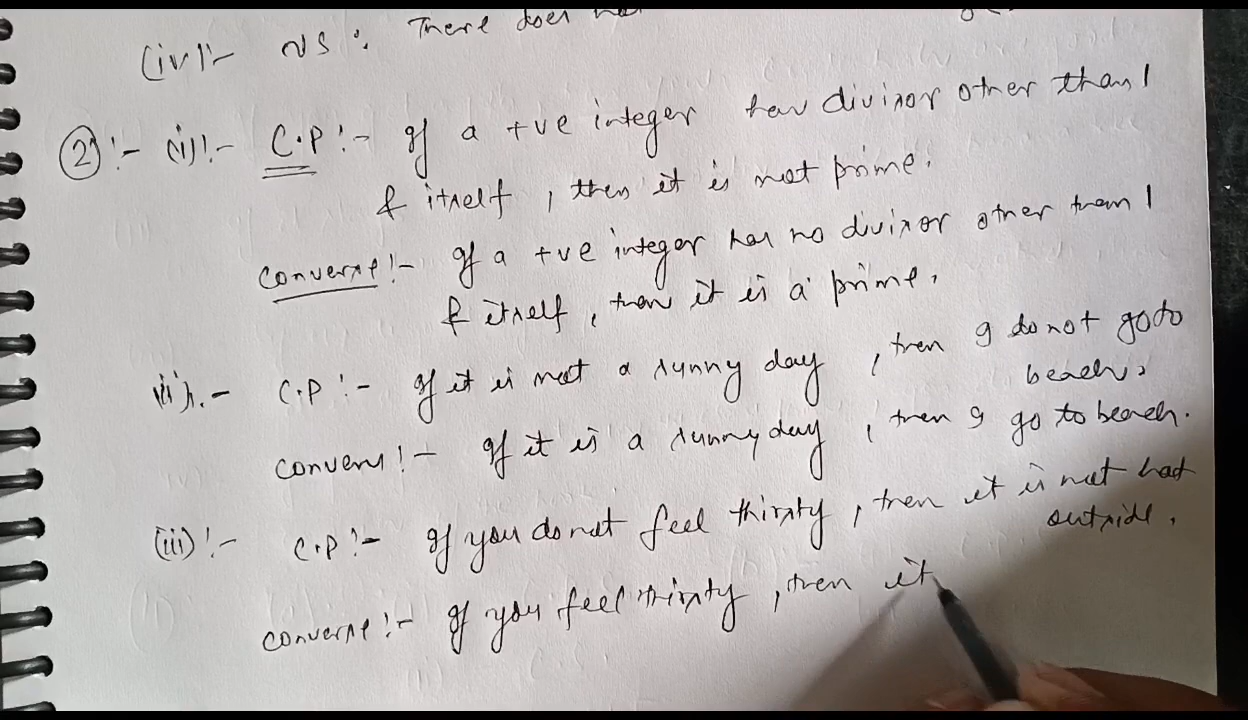 (iv):- NS: There does
(2):- (i):- C.P:- If a +ve integer has divisor other than 1
& itself, then it is not prime.
converse:- If a +ve integer has no divisor other than 1
& itself, then it is a prime.
(ii):- C.P:- If it is not a sunny day, then I do not go to
beach.
convers:- If it is a sunny day, then I go to beach.
(iii):- C.P:- If you do not feel thirsty, then it is not hot
outside.
converse:- If you feel thirsty, then it